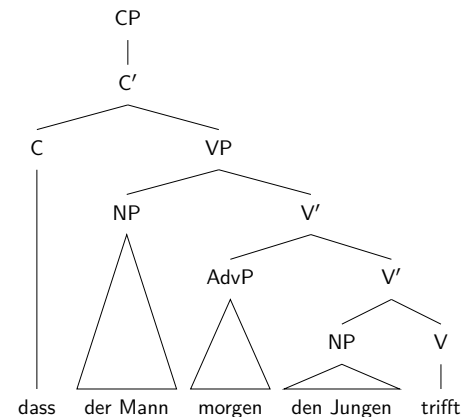 CP
C′
C VP
NP V′
AdvP V′
NP V
dass der Mann morgen den Jungen trifft